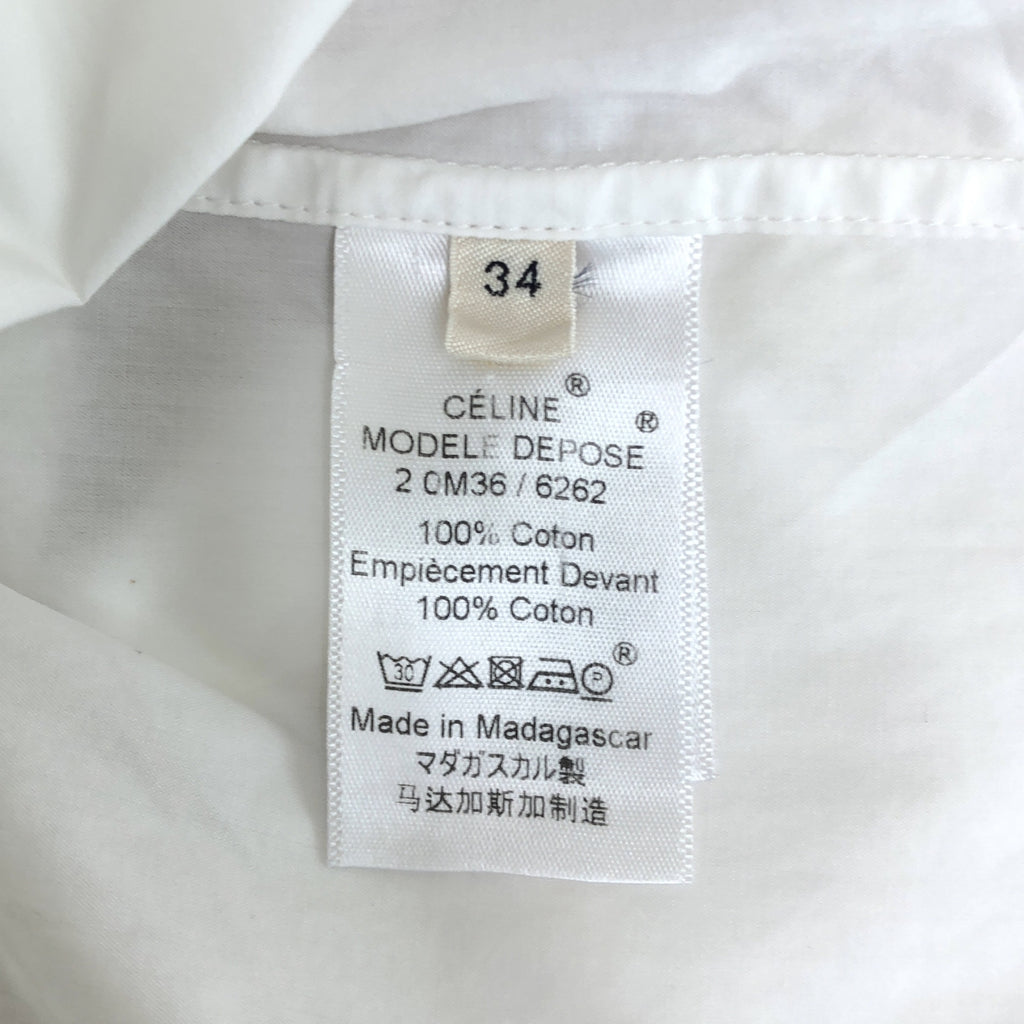 34
CÉLINE®
MODELE DEPOSE®
2 0M36 / 6262
100% Coton
Empiècement Devant
100% Coton
30 P ®
Made in Madagascar
マダガスカル製
马达加斯加制造